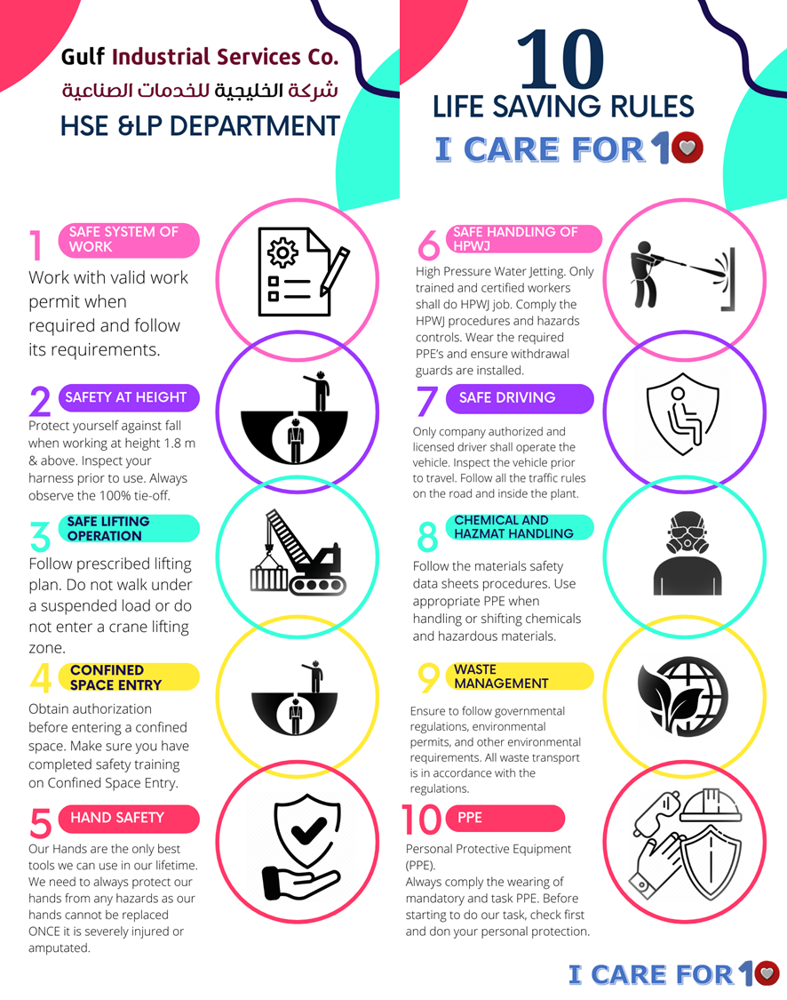 Gulf Industrial Services Co.
شركة الخليجية للخدمات الصناعية
HSE &LP DEPARTMENT
1
SAFE SYSTEM OF
WORK
Work with valid work
permit when
required and follow
its requirements.
2
SAFETY AT HEIGHT
Protect yourself against fall
when working at height 1.8 m
& above. Inspect your
harness prior to use. Always
observe the 100% tie-off.
3
SAFE LIFTING
OPERATION
Follow prescribed lifting
plan. Do not walk under
a suspended load or do
not enter a crane lifting
zone.
4
CONFINED
SPACE ENTRY
Obtain authorization
before entering a confined
space. Make sure you have
completed safety training
on Confined Space Entry.
5
HAND SAFETY
Our Hands are the only best
tools we can use in our lifetime.
We need to always protect our
hands from any hazards as our
hands cannot be replaced
ONCE it is severely injured or
amputated.
10
LIFE SAVING RULES
I CARE FOR 10
6
SAFE HANDLING OF
HPWJ
High Pressure Water Jetting. Only
trained and certified workers
shall do HPWJ job. Comply the
HPWJ procedures and hazards
controls. Wear the required
PPE's and ensure withdrawal
guards are installed.
7
SAFE DRIVING
Only company authorized and
licensed driver shall operate the
vehicle. Inspect the vehicle prior
to travel. Follow all the traffic rules
on the road and inside the plant.
8
CHEMICAL AND
HAZMAT HANDLING
Follow the materials safety
data sheets procedures. Use
appropriate PPE when
handling or shifting chemicals
and hazardous materials.
9
WASTE
MANAGEMENT
Ensure to follow governmental
regulations, environmental
permits, and other environmental
requirements. All waste transport
is in accordance with the
regulations.
10
PPE
Personal Protective Equipment
(PPE).
Always comply the wearing of
mandatory and task PPE. Before
starting to do our task, check first
and don your personal protection.
I CARE FOR 10